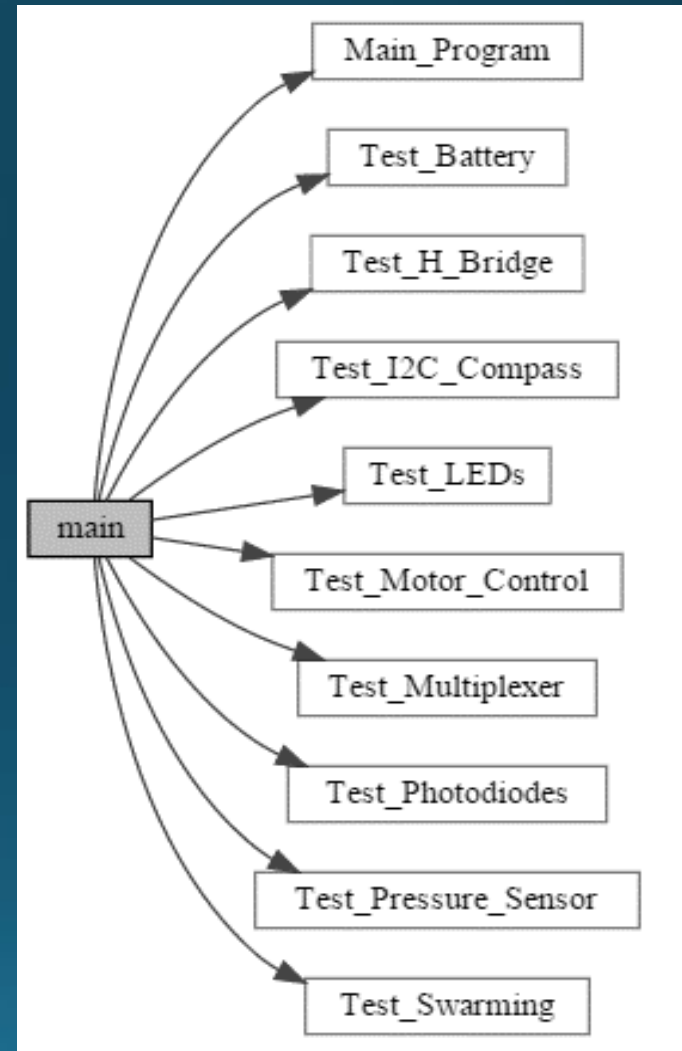 Main_Program
Test_Battery
Test_H_Bridge
Test_I2C_Compass
Test_LEDs
main
Test_Motor_Control
Test_Multiplexer
Test_Photodiodes
Test_Pressure_Sensor
Test_Swarming